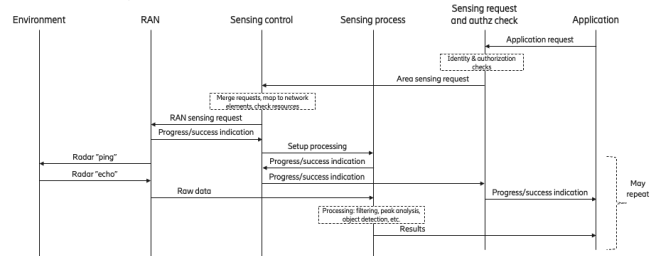 Environment
RAN
Sensing control
Sensing process
Sensing request
and authz check
Application
Application request
Identity & authorization
checks
Area sensing request
Merge requests, map to network
elements, check resources
RAN sensing request
Progress/success indication
Setup processing
Progress/success indication
Radar "ping"
Radar "echo"
Progress/success indication
Raw data
Progress/success indication
May
repeat
Processing: filtering, peak analysis,
object detection, etc.
Results